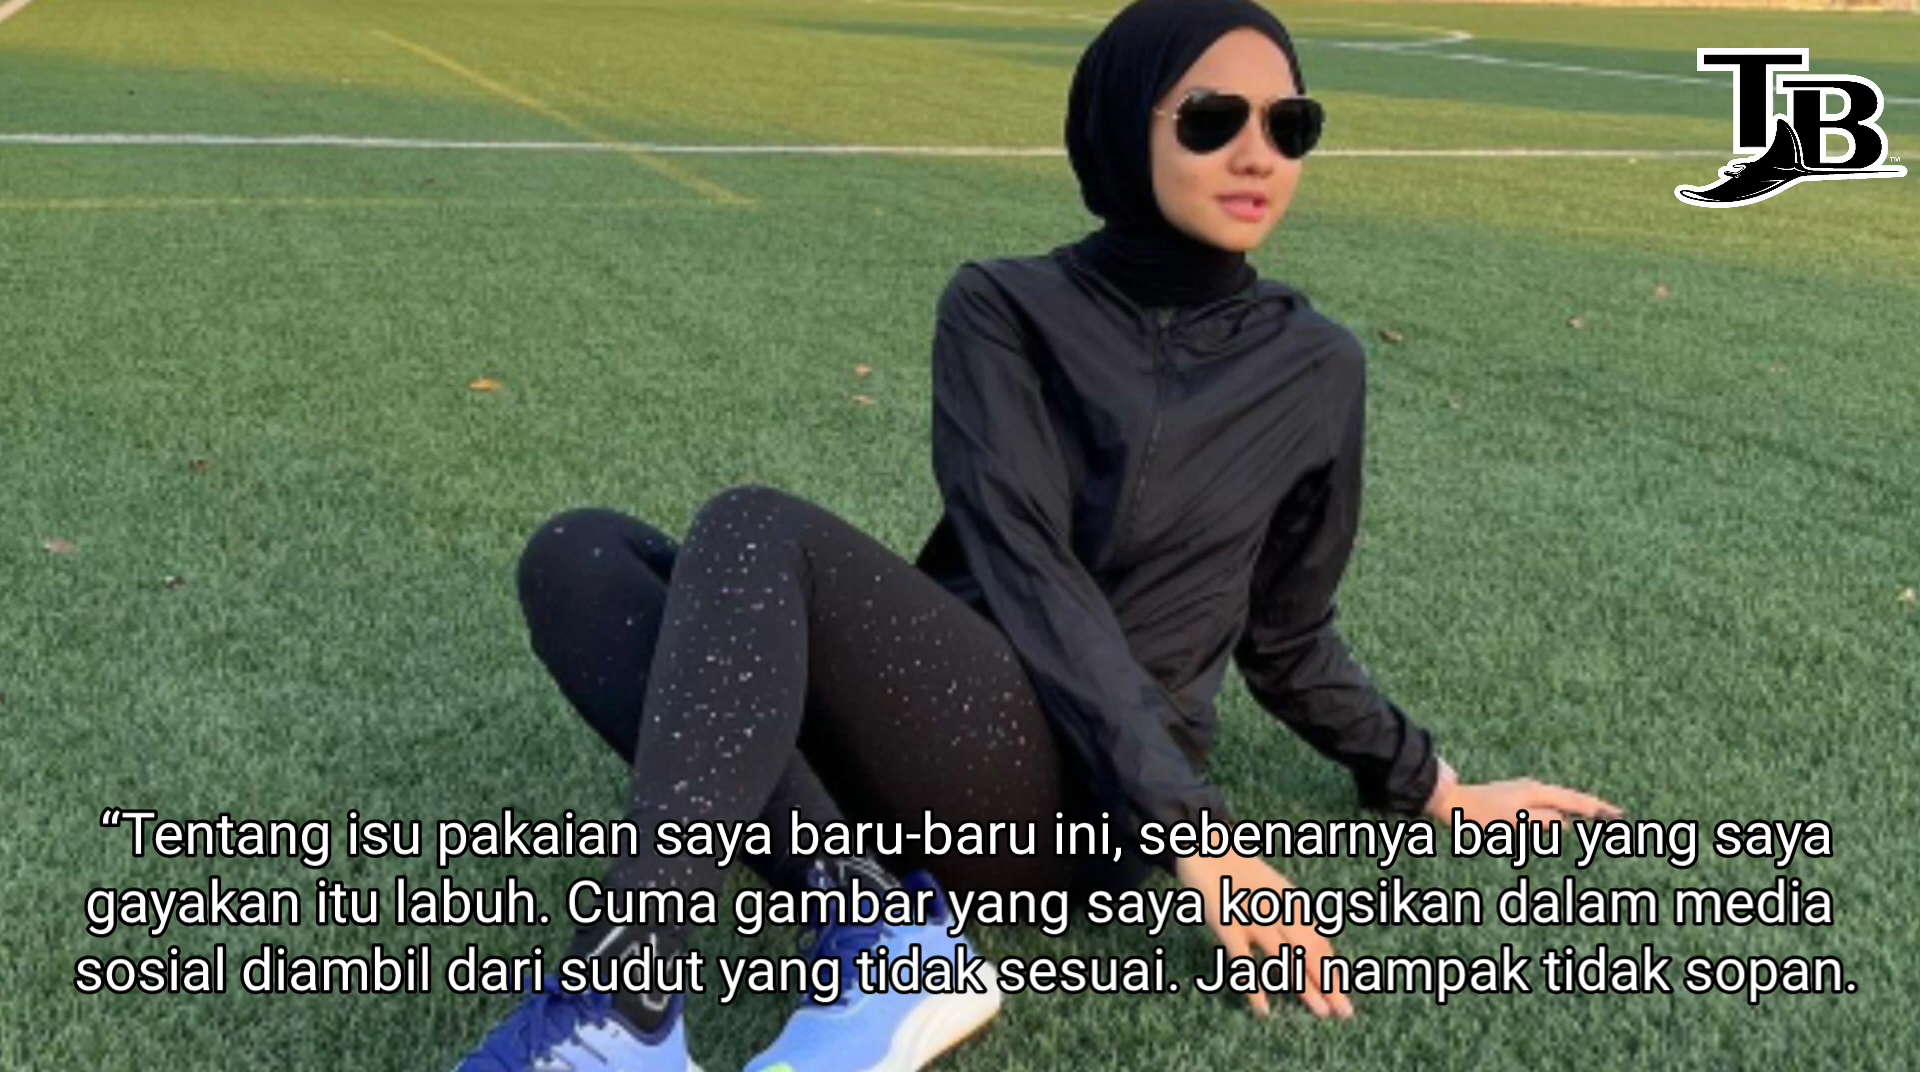 TB
TM
“Tentang isu pakaian saya baru-baru ini, sebenarnya baju yang saya
gayakan itu labuh. Cuma gambar yang saya kongsikan dalam media
sosial diambil dari sudut yang tidak sesuai. Jadi nampak tidak sopan.